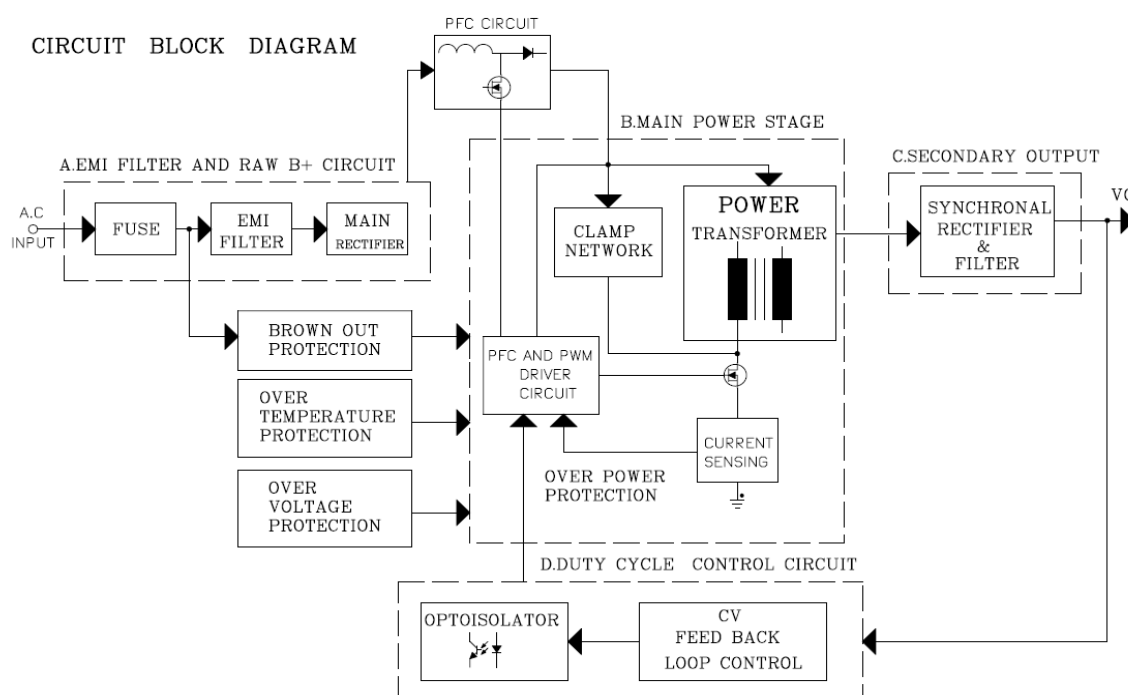 PFC CIRCUIT
CIRCUIT BLOCK DIAGRAM
B.MAIN POWER STAGE
A.EMI FILTER AND RAW B+ CIRCUIT
C.SECONDARY OUTPUT
A.C
INPUT
FUSE
EMI
FILTER
MAIN
RECTIFIER
CLAMP
NETWORK
POWER
TRANSFORMER
SYNCHRONAL
RECTIFIER
&
FILTER
BROWN OUT
PROTECTION
PFC AND PWM
DRIVER
CIRCUIT
OVER
TEMPERATURE
PROTECTION
CURRENT
SENSING
OVER POWER
PROTECTION
OVER
VOLTAGE
PROTECTION
D.DUTY CYCLE CONTROL CIRCUIT
OPTOISOLATOR
CV
FEED BACK
LOOP CONTROL